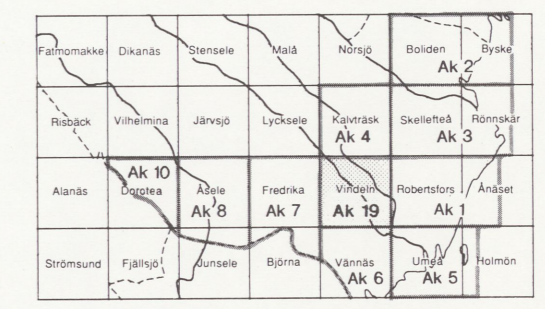 Fatmomakke Dikanäs Stensele Malå Norsjö Boliden Byske
Ak 2
Risbäck Vilhelmina Järvsjö Lycksele Kalvträsk Skellefteå Rönnskär
Ak 4 Ak 3
Ak 10
Alanäs Dorotea Åsele Fredrika Vindeln Robertsfors Ånäset
Ak 8 Ak 7 Ak 19 Ak 1
Strömsund Fjällsjö Junsele Björna Vännäs Umeå Holmön
Ak 6 Ak 5